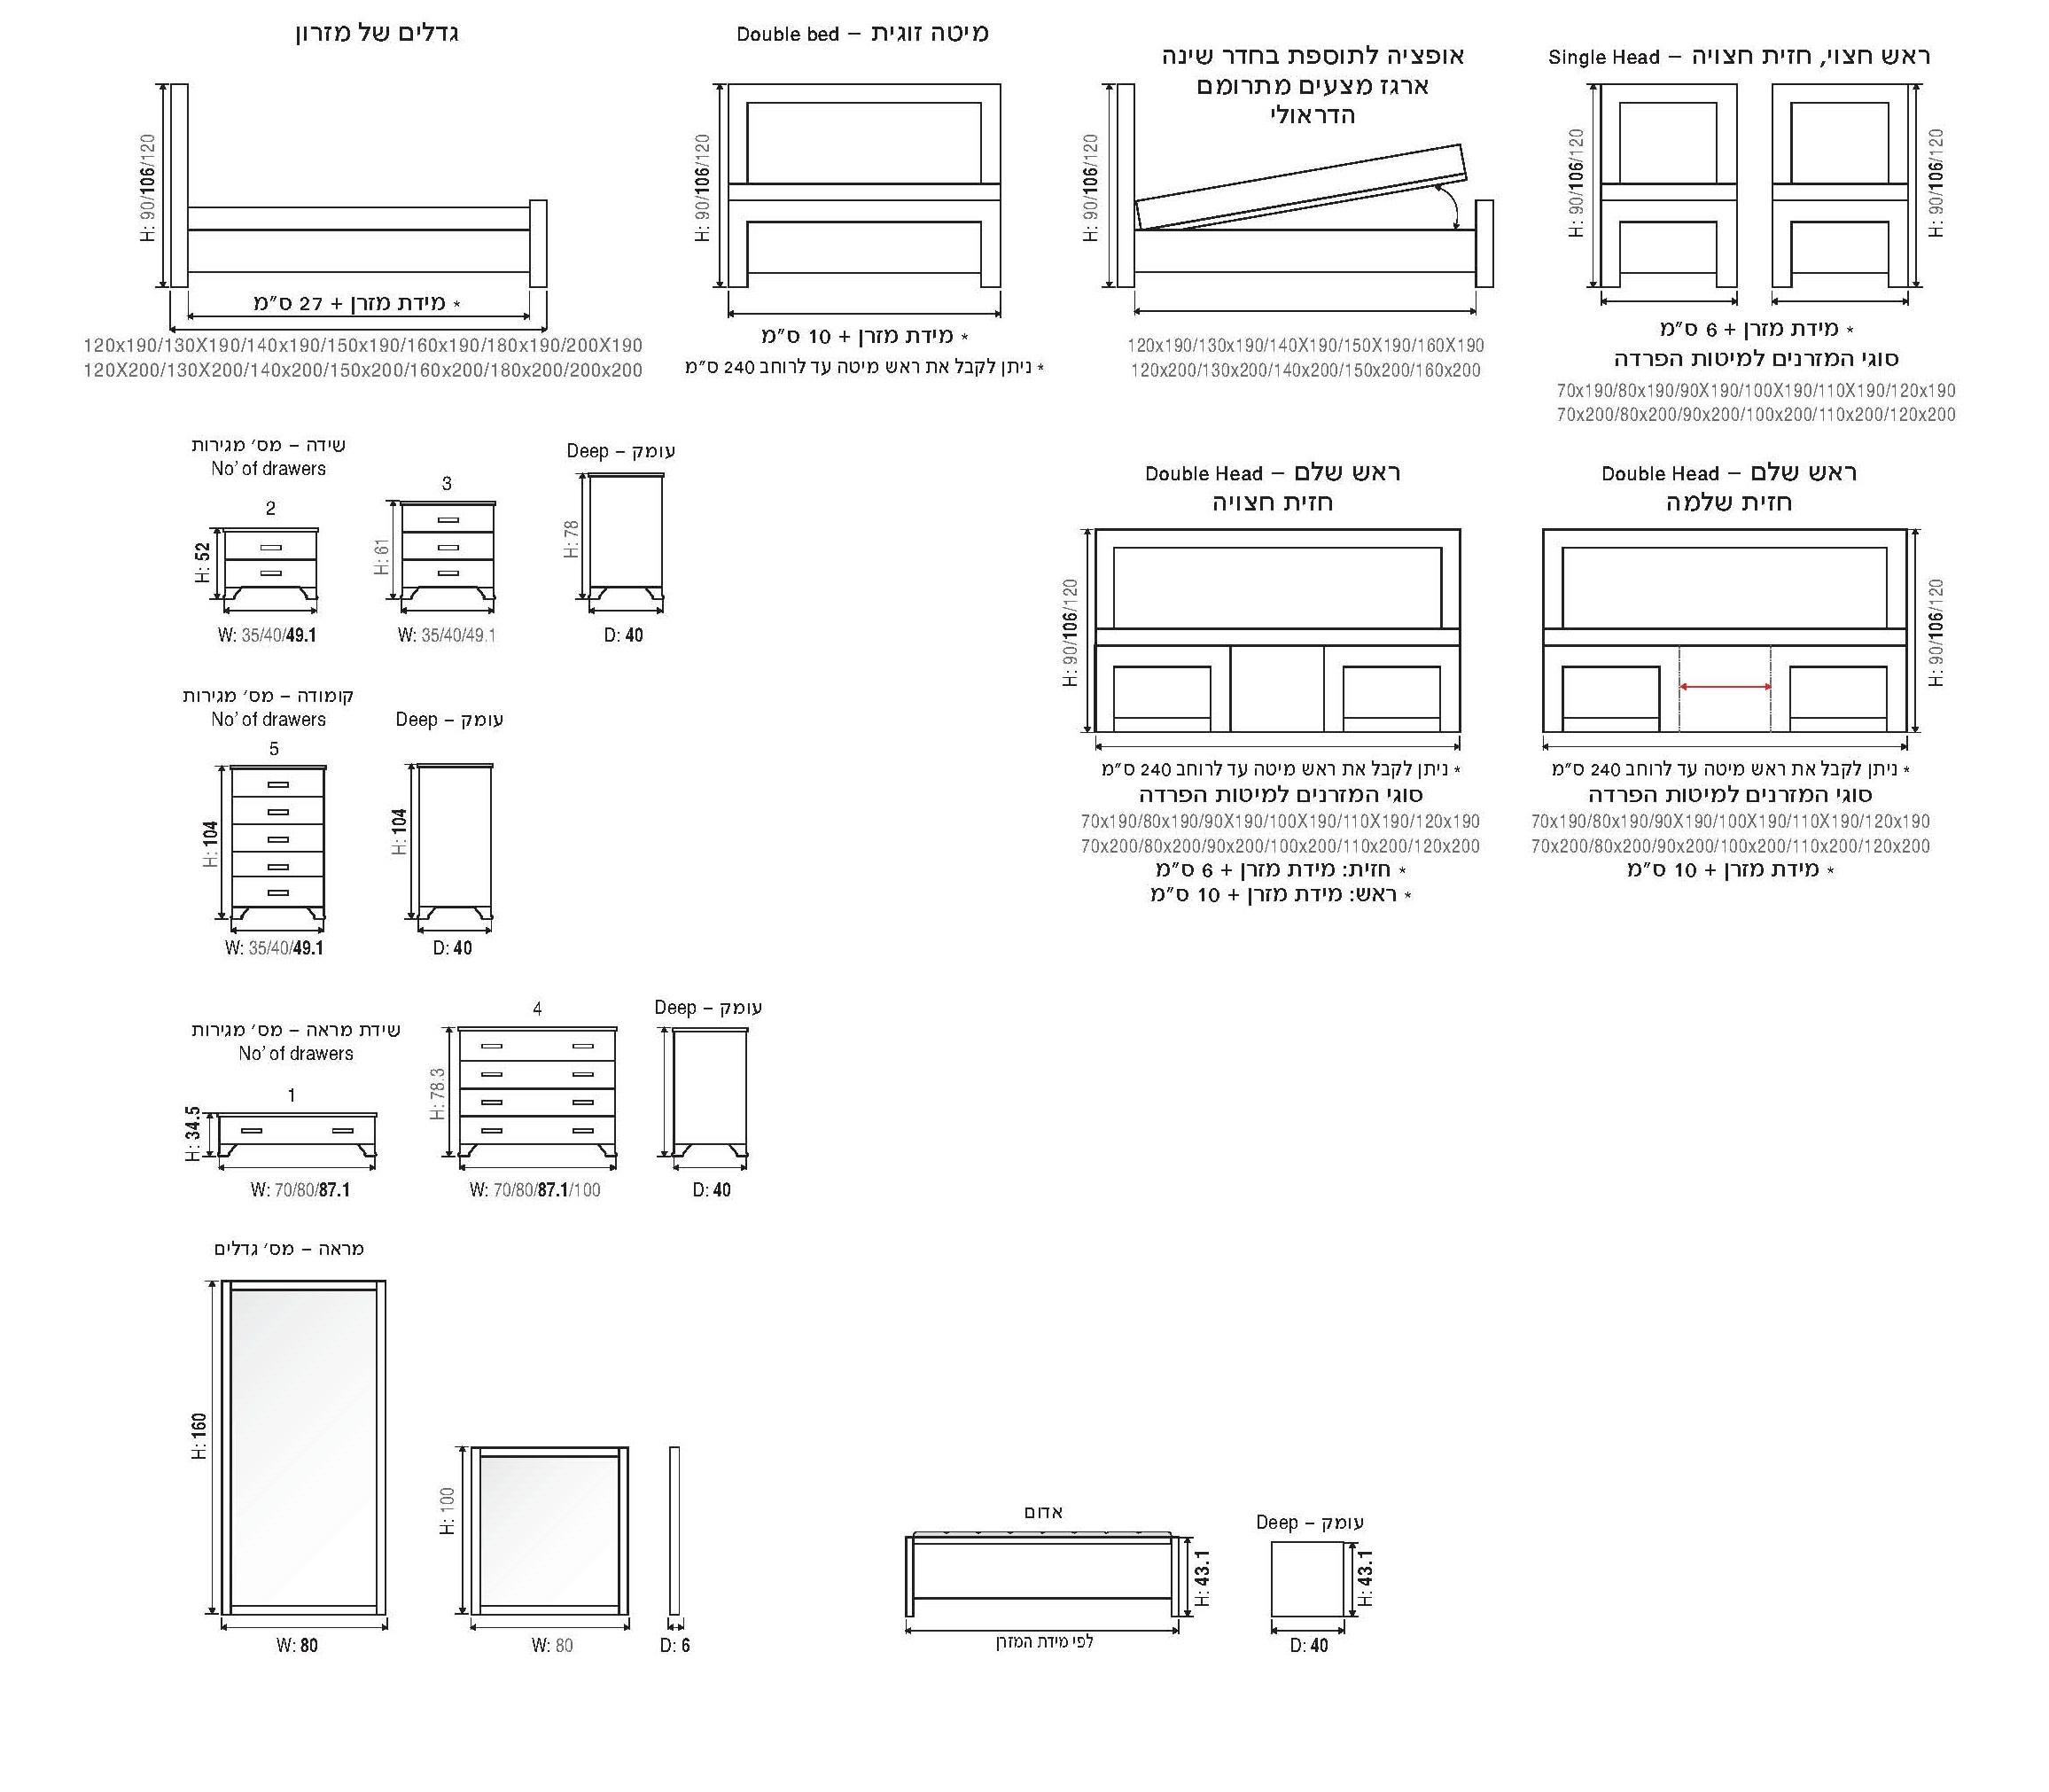 גדלים של מזרון
H: 90/106/120
* מידת מזרן + 27 ס"מ
120x190/130X190/140x190/150x190/160x190/180x190/200X190
120X200/130X200/140x200/150x200/160x200/180x200/200x200
מיטה זוגית – Double bed
H: 90/106/120
* מידת מזרן + 10 ס"מ
* ניתן לקבל את ראש מיטה עד לרוחב 240 ס"מ
אופציה לתוספת בחדר שינה
ארגז מצעים מתרומם
הדראולי
H: 90/106/120
120x190/130x190/140X190/150X190/160X190
120x200/130x200/140x200/150x200/160x200
ראש חצוי, חזית חצויה – Single Head
H: 90/106/120
H: 90/106/120
* מידת מזרן + 6 ס"מ
סוגי המזרנים למיטות הפרדה
70x190/80x190/90X190/100X190/110X190/120x190
70x200/80x200/90x200/100x200/110x200/120x200
שידה – מס' מגירות
No' of drawers
2
H: 52
W: 35/40/49.1
3
H: 61
W: 35/40/49.1
עומק – Deep
H: 78
D: 40
ראש שלם – Double Head
חזית חצויה
H: 90/106/120
* ניתן לקבל את ראש מיטה עד לרוחב 240 ס"מ
סוגי המזרנים למיטות הפרדה
70x190/80x190/90X190/100X190/110X190/120x190
70x200/80x200/90x200/100x200/110x200/120x200
* חזית: מידת מזרן + 6 ס"מ
* ראש: מידת מזרן + 10 ס"מ
ראש שלם – Double Head
חזית שלמה
H: 90/106/120
* ניתן לקבל את ראש מיטה עד לרוחב 240 ס"מ
סוגי המזרנים למיטות הפרדה
70x190/80x190/90X190/100X190/110X190/120x190
70x200/80x200/90x200/100x200/110x200/120x200
* מידת מזרן + 10 ס"מ
קומודה – מס' מגירות
No' of drawers
5
H: 104
W: 35/40/49.1
עומק – Deep
H: 104
D: 40
שידת מראה – מס' מגירות
No' of drawers
1
H: 34.5
W: 70/80/87.1
4
H: 78.3
W: 70/80/87.1/100
עומק – Deep
D: 40
מראה – מס' גדלים
H: 160
W: 80
H: 100
W: 80
D: 6
אדום
H: 43.1
לפי מידת המזרן
עומק – Deep
H: 43.1
D: 40